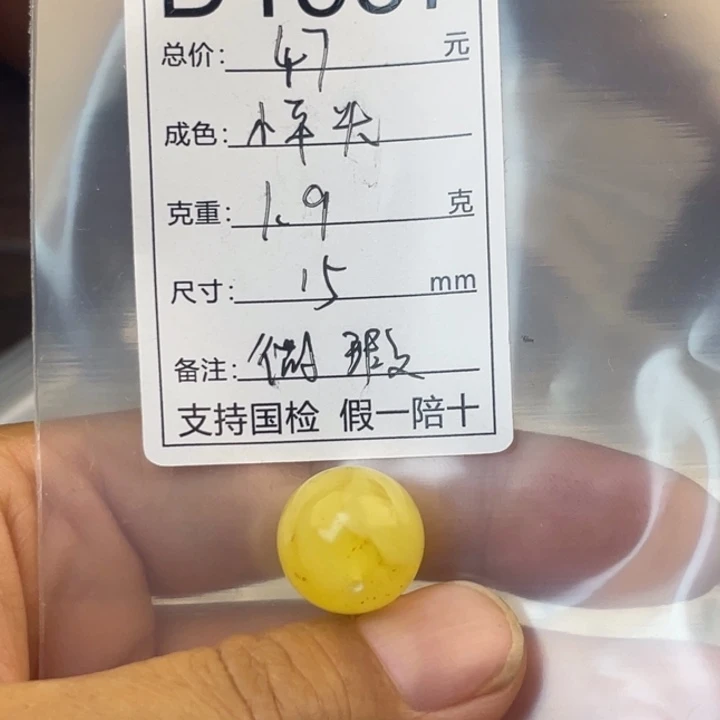 总价: 47 元
成色:
克重: 1.9 克
尺寸: 15 mm
备注: 微瑕
支持国检 假一陪十